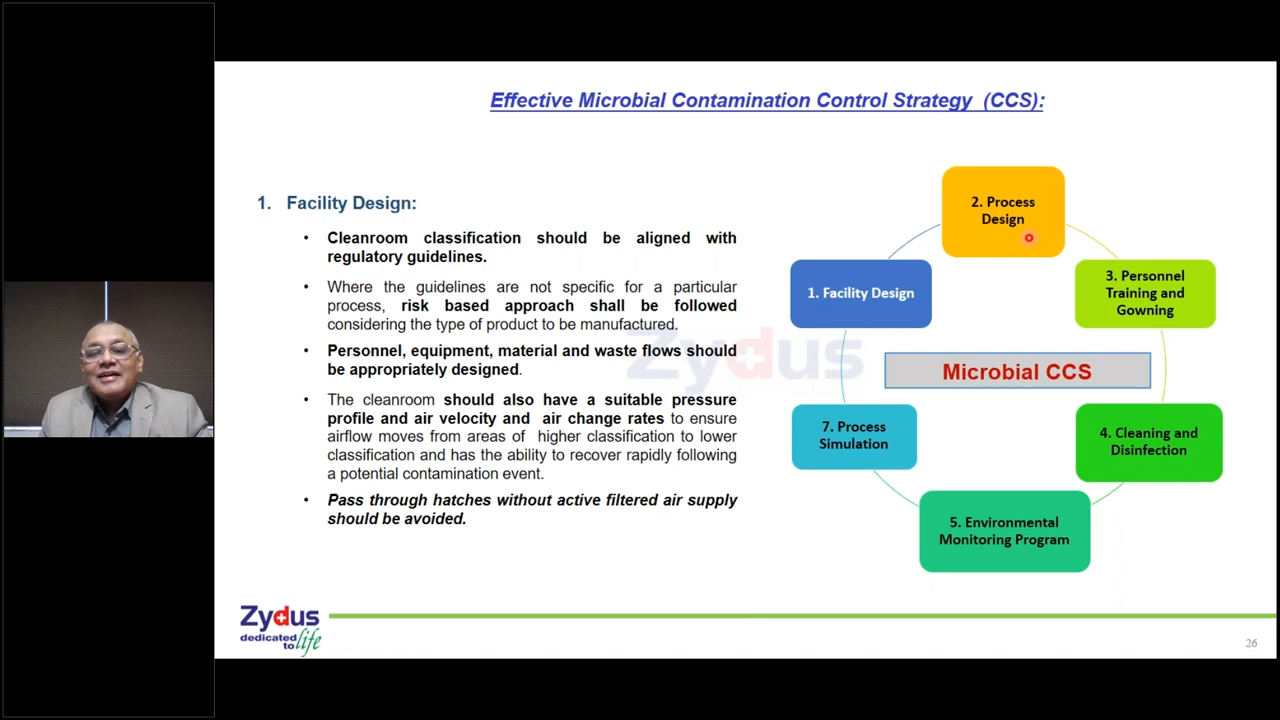 Effective Microbial Contamination Control Strategy (CCS):
1. Facility Design:
• Cleanroom classification should be aligned with
regulatory guidelines.
• Where the guidelines are not specific for a particular
process, risk based approach shall be followed
considering the type of product to be manufactured.
• Personnel, equipment, material and waste flows should
be appropriately designed.
• The cleanroom should also have a suitable pressure
profile and air velocity and air change rates to ensure
airflow moves from areas of higher classification to lower
classification and has the ability to recover rapidly following
a potential contamination event.
• Pass through hatches without active filtered air supply
should be avoided.
Zydus
1. Facility Design
2. Process
Design
3. Personnel
Training and
Gowning
4. Cleaning and
Disinfection
5. Environmental
Monitoring Program
7. Process
Simulation
Microbial CCS
Zydus
dedicated
to life
26